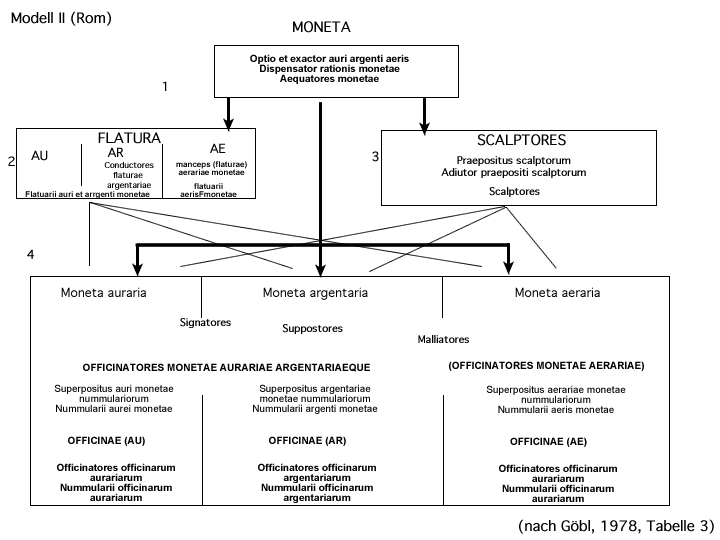 Modell II (Rom)
MONETA
Optio et exactor auri argenti aeris
Dispensator rationis monetae
Aequatores monetae
1
FLATURA
2
AU
AR
Conductores
flaturae
argentariae
AE
manceps (flaturae)
aerariae monetae
flatuarii
aerisFmonetae
Flatuarii auri et arrgenti monetae
3
SCALPTORES
Praepositus scalptorum
Adiutor praepositi scalptorum
Scalptores
4
Moneta auraria
Moneta argentaria
Moneta aeraria
Signatores
Suppostores
Malliatores
OFFICINATORES MONETAE AURARIAE ARGENTARIAEQUE
(OFFICINATORES MONETAE AERARIAE)
Superpositus auri monetae
nummulariorum
Nummularii aurei monetae
Superpositus argentariae
monetae nummulariorum
Nummularii argenti monetae
Superpositus aerariae monetae
nummulariorum
Nummularii aeris monetae
OFFICINAE (AU)
OFFICINAE (AR)
OFFICINAE (AE)
Officinatores officinarum
aurariarum
Nummularii officinarum
aurariarum
Officinatores officinarum
argentariarum
Nummularii officinarum
argentariarum
Officinatores officinarum
aurariarum
Nummularii officinarum
aurariarum
(nach Göbl, 1978, Tabelle 3)